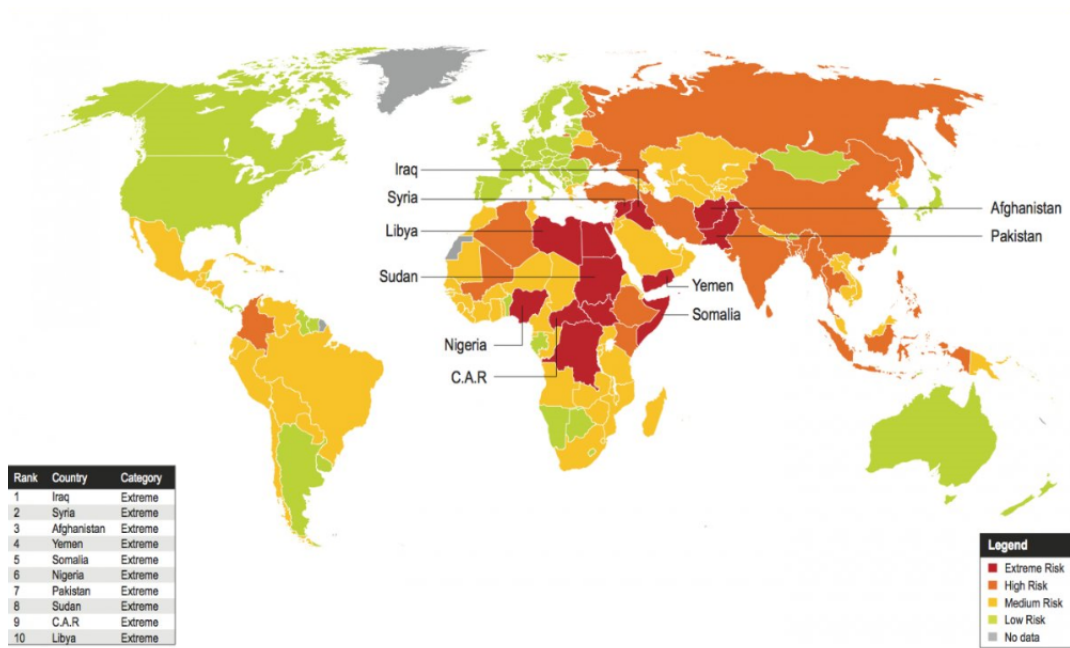 Iraq
Syria
Libya
Sudan
Nigeria
C.A.R
Afghanistan
Pakistan
Yemen
Somalia
Rank Country Category
1 Iraq Extreme
2 Syria Extreme
3 Afghanistan Extreme
4 Yemen Extreme
5 Somalia Extreme
6 Nigeria Extreme
7 Pakistan Extreme
8 Sudan Extreme
9 C.A.R Extreme
10 Libya Extreme
Legend
Extreme Risk
High Risk
Medium Risk
Low Risk
No data